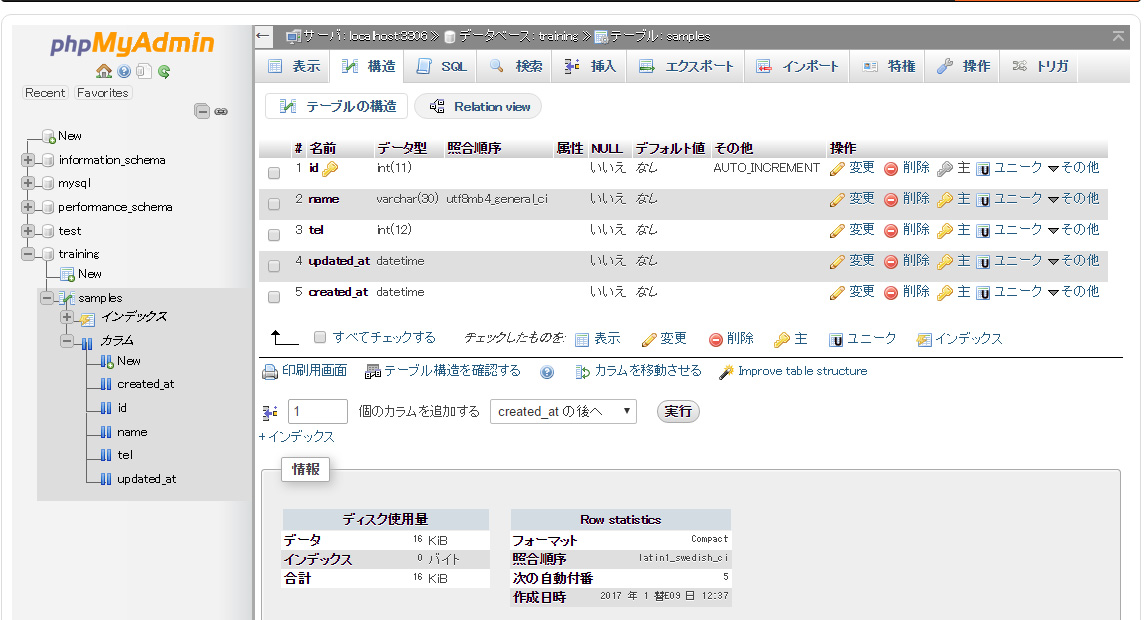 phpMyAdmin
Recent Favorites
New
information_schema
mysql
performance_schema
test
training
New
samples
インデックス
カラム
New
created_at
id
name
tel
updated_at
サーバ: localhost:3306 » データベース: training » テーブル: samples
表示 構造 SQL 検索 挿入 エクスポート インポート 特権 操作 トリガ
テーブルの構造 Relation view
# 名前 データ型 照合順序 属性 NULL デフォルト値 その他 操作
1 id int(11) いいえ なし AUTO_INCREMENT 変更 削除 主 ユニーク その他
2 name varchar(30) utf8mb4_general_ci いいえ なし 変更 削除 主 ユニーク その他
3 tel int(12) いいえ なし 変更 削除 主 ユニーク その他
4 updated_at datetime いいえ なし 変更 削除 主 ユニーク その他
5 created_at datetime いいえ なし 変更 削除 主 ユニーク その他
すべてチェックする チェックしたものを: 表示 変更 削除 主 ユニーク インデックス
印刷用画面 テーブル構造を確認する カラムを移動させる Improve table structure
1 個のカラムを追加する created_at の後へ 実行
+ インデックス
情報
ディスク使用量
データ 16 KiB
インデックス 0 バイト
合計 16 KiB
Row statistics
フォーマット Compact
照合順序 latin1_swedish_ci
次の自動付番 5
作成日時 2017 年 1 替E09 日 12:37